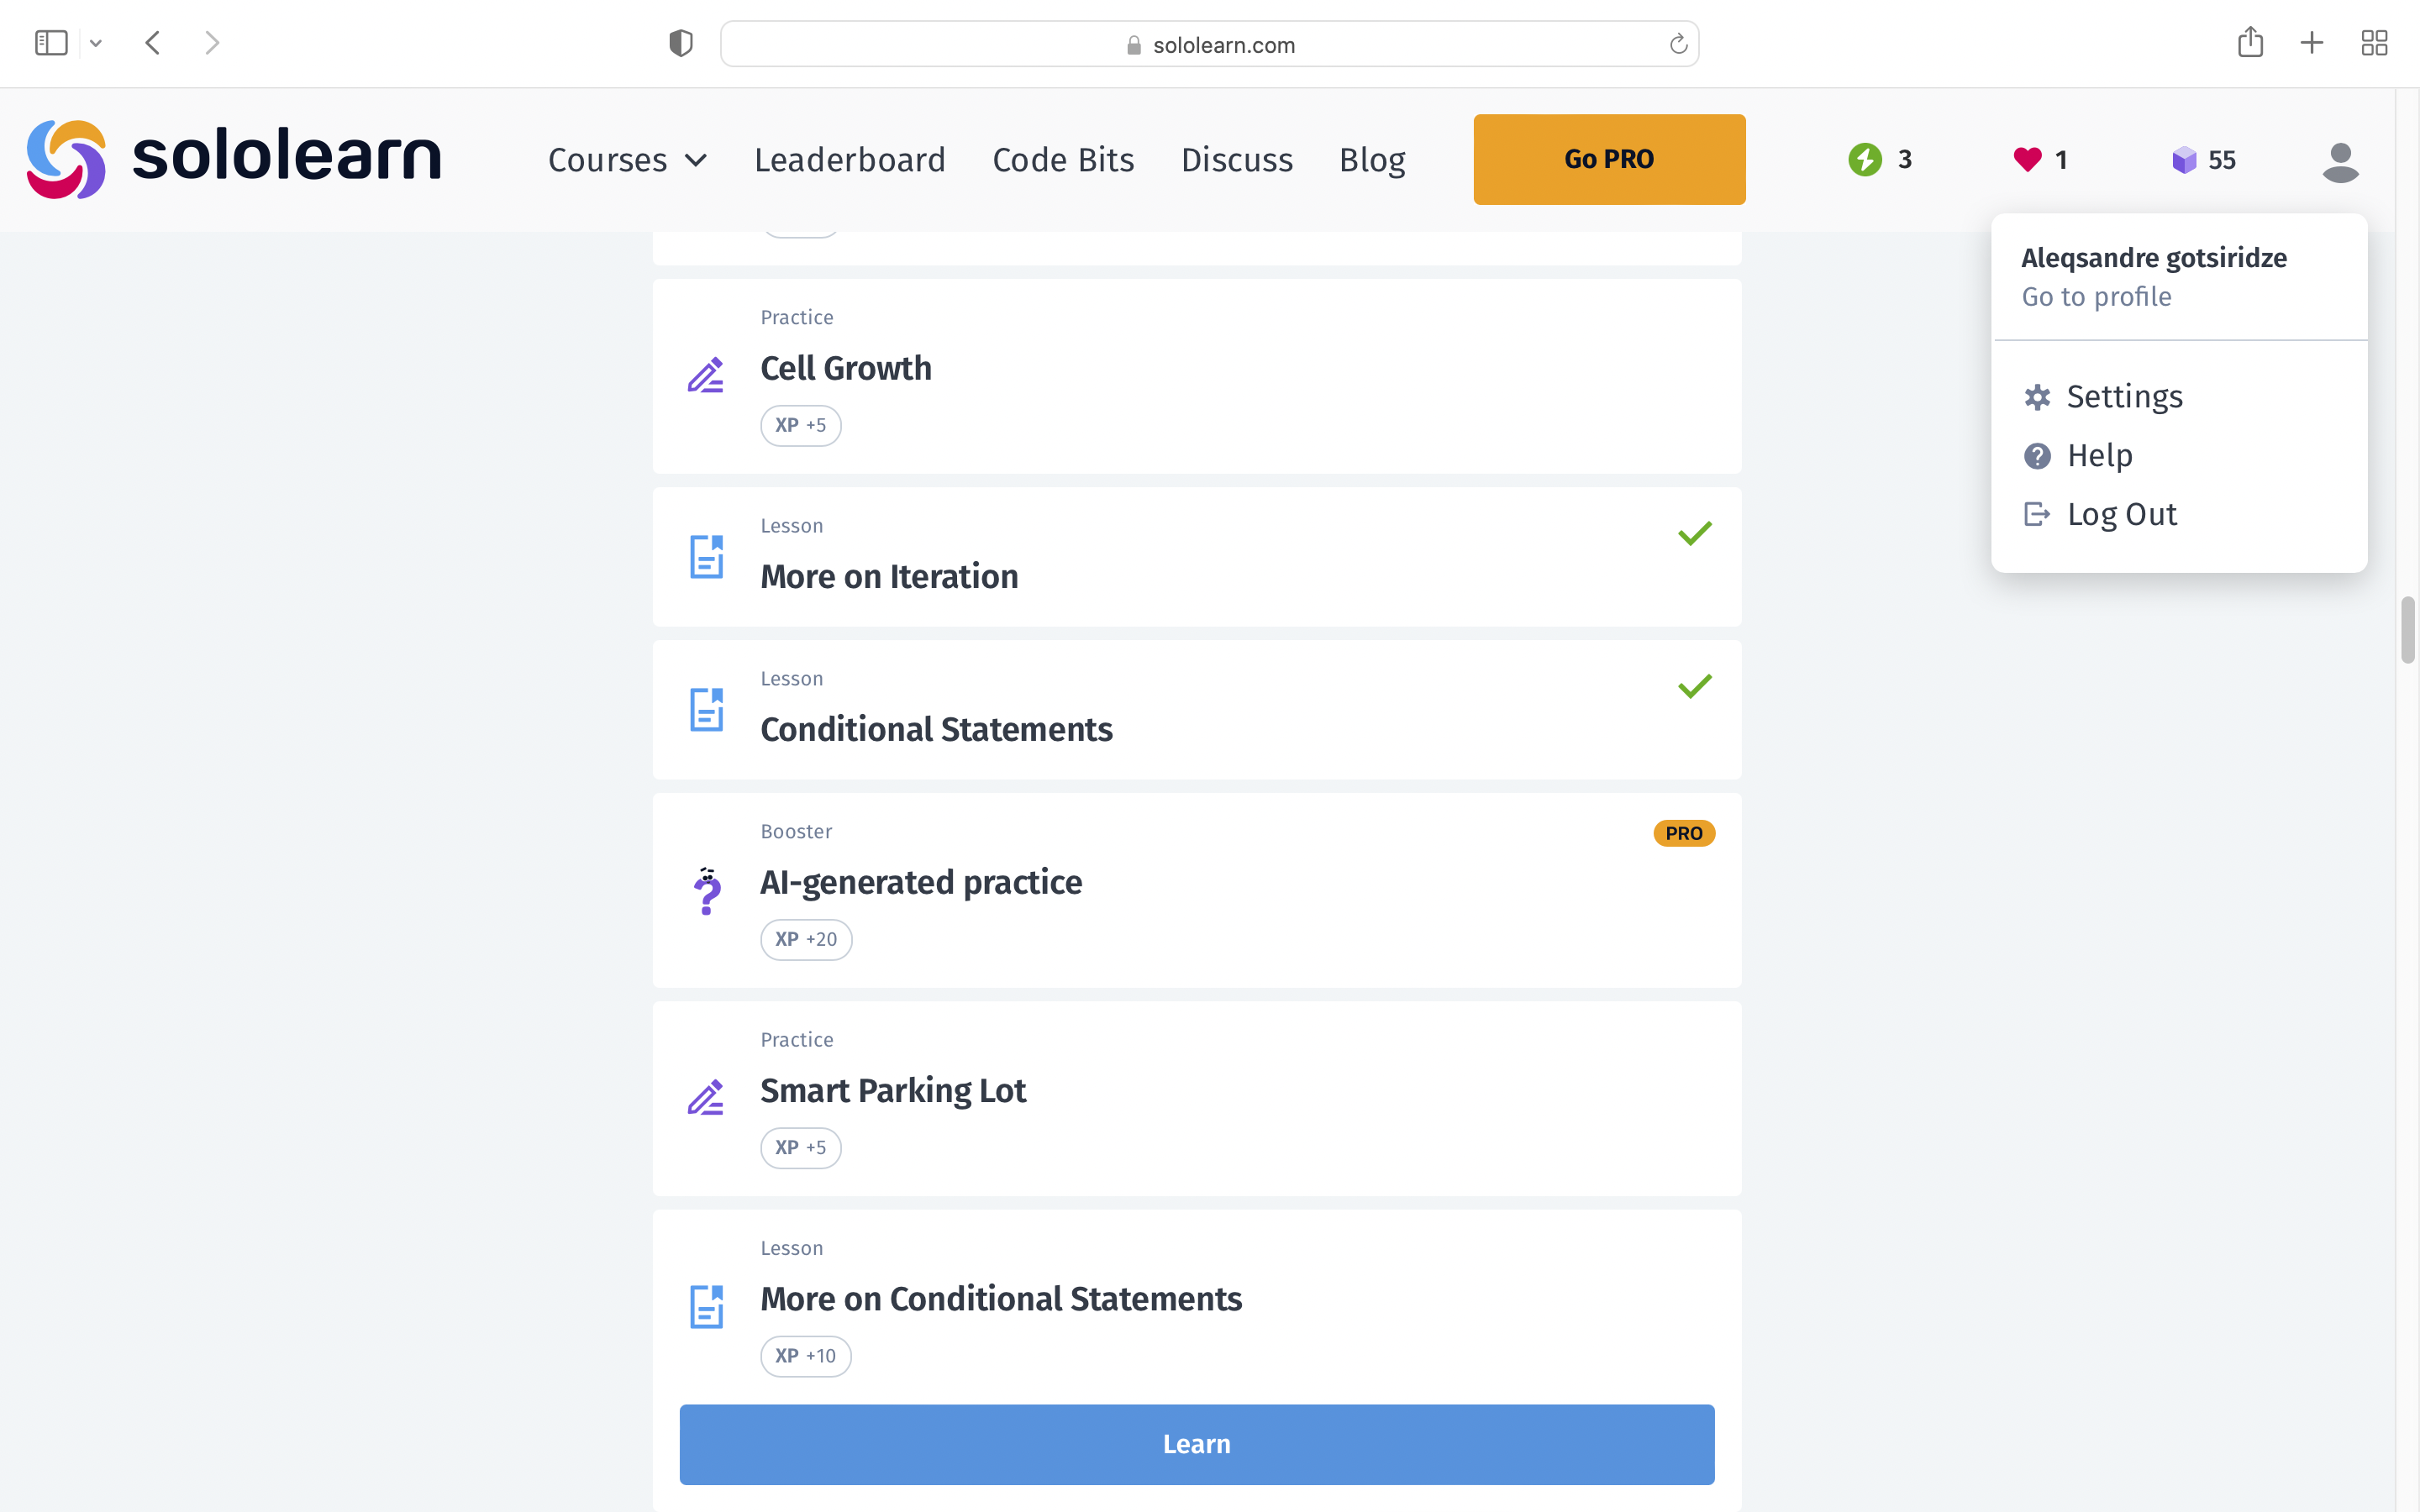 sololearn.com
sololearn
Courses
Leaderboard
Code Bits
Discuss
Blog
Go PRO
3
1
55
Aleqsandre gotsiridze
Go to profile
Settings
Help
Log Out
Practice
Cell Growth
XP +5
Lesson
More on Iteration
Lesson
Conditional Statements
Booster
PRO
AI-generated practice
XP +20
Practice
Smart Parking Lot
XP +5
Lesson
More on Conditional Statements
XP +10
Learn